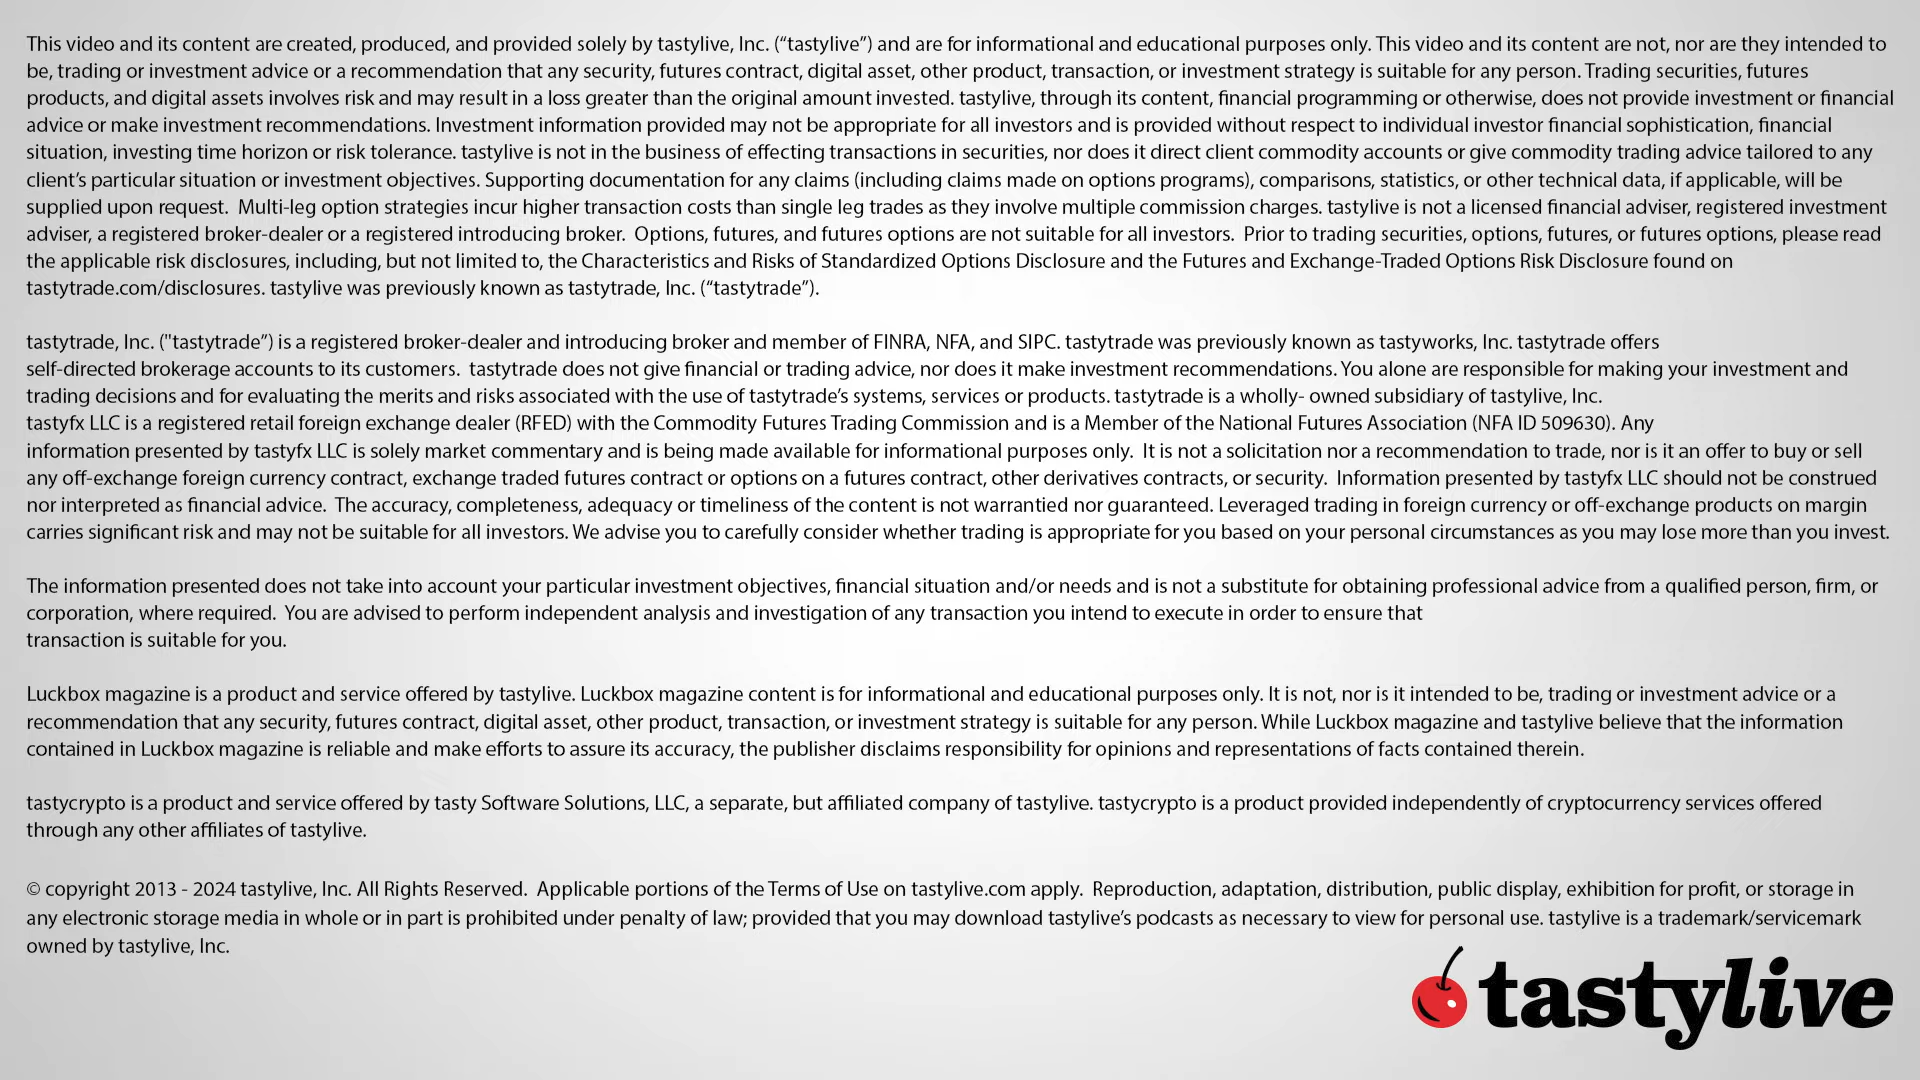 This video and its content are created, produced, and provided solely by tastylive, Inc. (“tastylive”) and are for informational and educational purposes only. This video and its content are not, nor are they intended to
be, trading or investment advice or a recommendation that any security, futures contract, digital asset, other product, transaction, or investment strategy is suitable for any person. Trading securities, futures
products, and digital assets involves risk and may result in a loss greater than the original amount invested. tastylive, through its content, financial programming or otherwise, does not provide investment or financial
advice or make investment recommendations. Investment information provided may not be appropriate for all investors and is provided without respect to individual investor financial sophistication, financial
situation, investing time horizon or risk tolerance. tastylive is not in the business of effecting transactions in securities, nor does it direct client commodity accounts or give commodity trading advice tailored to any
client’s particular situation or investment objectives. Supporting documentation for any claims (including claims made on options programs), comparisons, statistics, or other technical data, if applicable, will be
supplied upon request.  Multi-leg option strategies incur higher transaction costs than single leg trades as they involve multiple commission charges. tastylive is not a licensed financial adviser, registered investment
adviser, a registered broker-dealer or a registered introducing broker.  Options, futures, and futures options are not suitable for all investors.  Prior to trading securities, options, futures, or futures options, please read
the applicable risk disclosures, including, but not limited to, the Characteristics and Risks of Standardized Options Disclosure and the Futures and Exchange-Traded Options Risk Disclosure found on
tastytrade.com/disclosures. tastylive was previously known as tastytrade, Inc. (“tastytrade”).
tastytrade, Inc. ("tastytrade”) is a registered broker-dealer and introducing broker and member of FINRA, NFA, and SIPC. tastytrade was previously known as tastyworks, Inc. tastytrade offers
self-directed brokerage accounts to its customers.  tastytrade does not give financial or trading advice, nor does it make investment recommendations. You alone are responsible for making your investment and
trading decisions and for evaluating the merits and risks associated with the use of tastytrade’s systems, services or products. tastytrade is a wholly- owned subsidiary of tastylive, Inc.
tastyfx LLC is a registered retail foreign exchange dealer (RFED) with the Commodity Futures Trading Commission and is a Member of the National Futures Association (NFA ID 509630). Any
information presented by tastyfx LLC is solely market commentary and is being made available for informational purposes only.  It is not a solicitation nor a recommendation to trade, nor is it an offer to buy or sell
any off-exchange foreign currency contract, exchange traded futures contract or options on a futures contract, other derivatives contracts, or security.  Information presented by tastyfx LLC should not be construed
nor interpreted as financial advice.  The accuracy, completeness, adequacy or timeliness of the content is not warrantied nor guaranteed. Leveraged trading in foreign currency or off-exchange products on margin
carries significant risk and may not be suitable for all investors. We advise you to carefully consider whether trading is appropriate for you based on your personal circumstances as you may lose more than you invest.
The information presented does not take into account your particular investment objectives, financial situation and/or needs and is not a substitute for obtaining professional advice from a qualified person, firm, or
corporation, where required.  You are advised to perform independent analysis and investigation of any transaction you intend to execute in order to ensure that
transaction is suitable for you.
Luckbox magazine is a product and service offered by tastylive. Luckbox magazine content is for informational and educational purposes only. It is not, nor is it intended to be, trading or investment advice or a
recommendation that any security, futures contract, digital asset, other product, transaction, or investment strategy is suitable for any person. While Luckbox magazine and tastylive believe that the information
contained in Luckbox magazine is reliable and make efforts to assure its accuracy, the publisher disclaims responsibility for opinions and representations of facts contained therein.
tastycrypto is a product and service offered by tasty Software Solutions, LLC, a separate, but affiliated company of tastylive. tastycrypto is a product provided independently of cryptocurrency services offered
through any other affiliates of tastylive.
© copyright 2013 - 2024 tastylive, Inc. All Rights Reserved.  Applicable portions of the Terms of Use on tastylive.com apply.  Reproduction, adaptation, distribution, public display, exhibition for profit, or storage in
any electronic storage media in whole or in part is prohibited under penalty of law; provided that you may download tastylive’s podcasts as necessary to view for personal use. tastylive is a trademark/servicemark
owned by tastylive, Inc.
tastylive